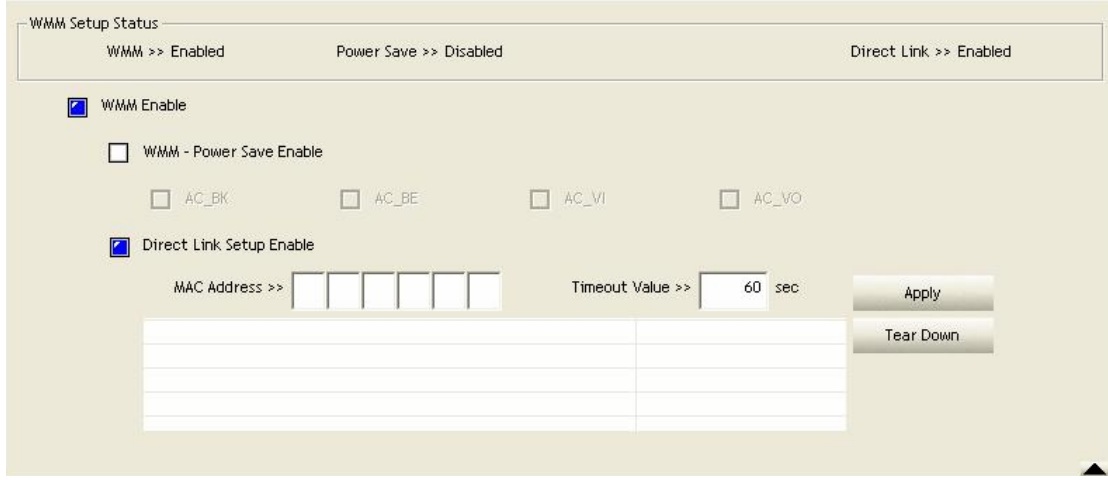 WMM Setup Status
WMM >> Enabled Power Save >> Disabled Direct Link >> Enabled
WMM Enable
WMM - Power Save Enable
AC_BK AC_BE AC_VI AC_VO
Direct Link Setup Enable
MAC Address >> Timeout Value >> 60 sec Apply
Tear Down